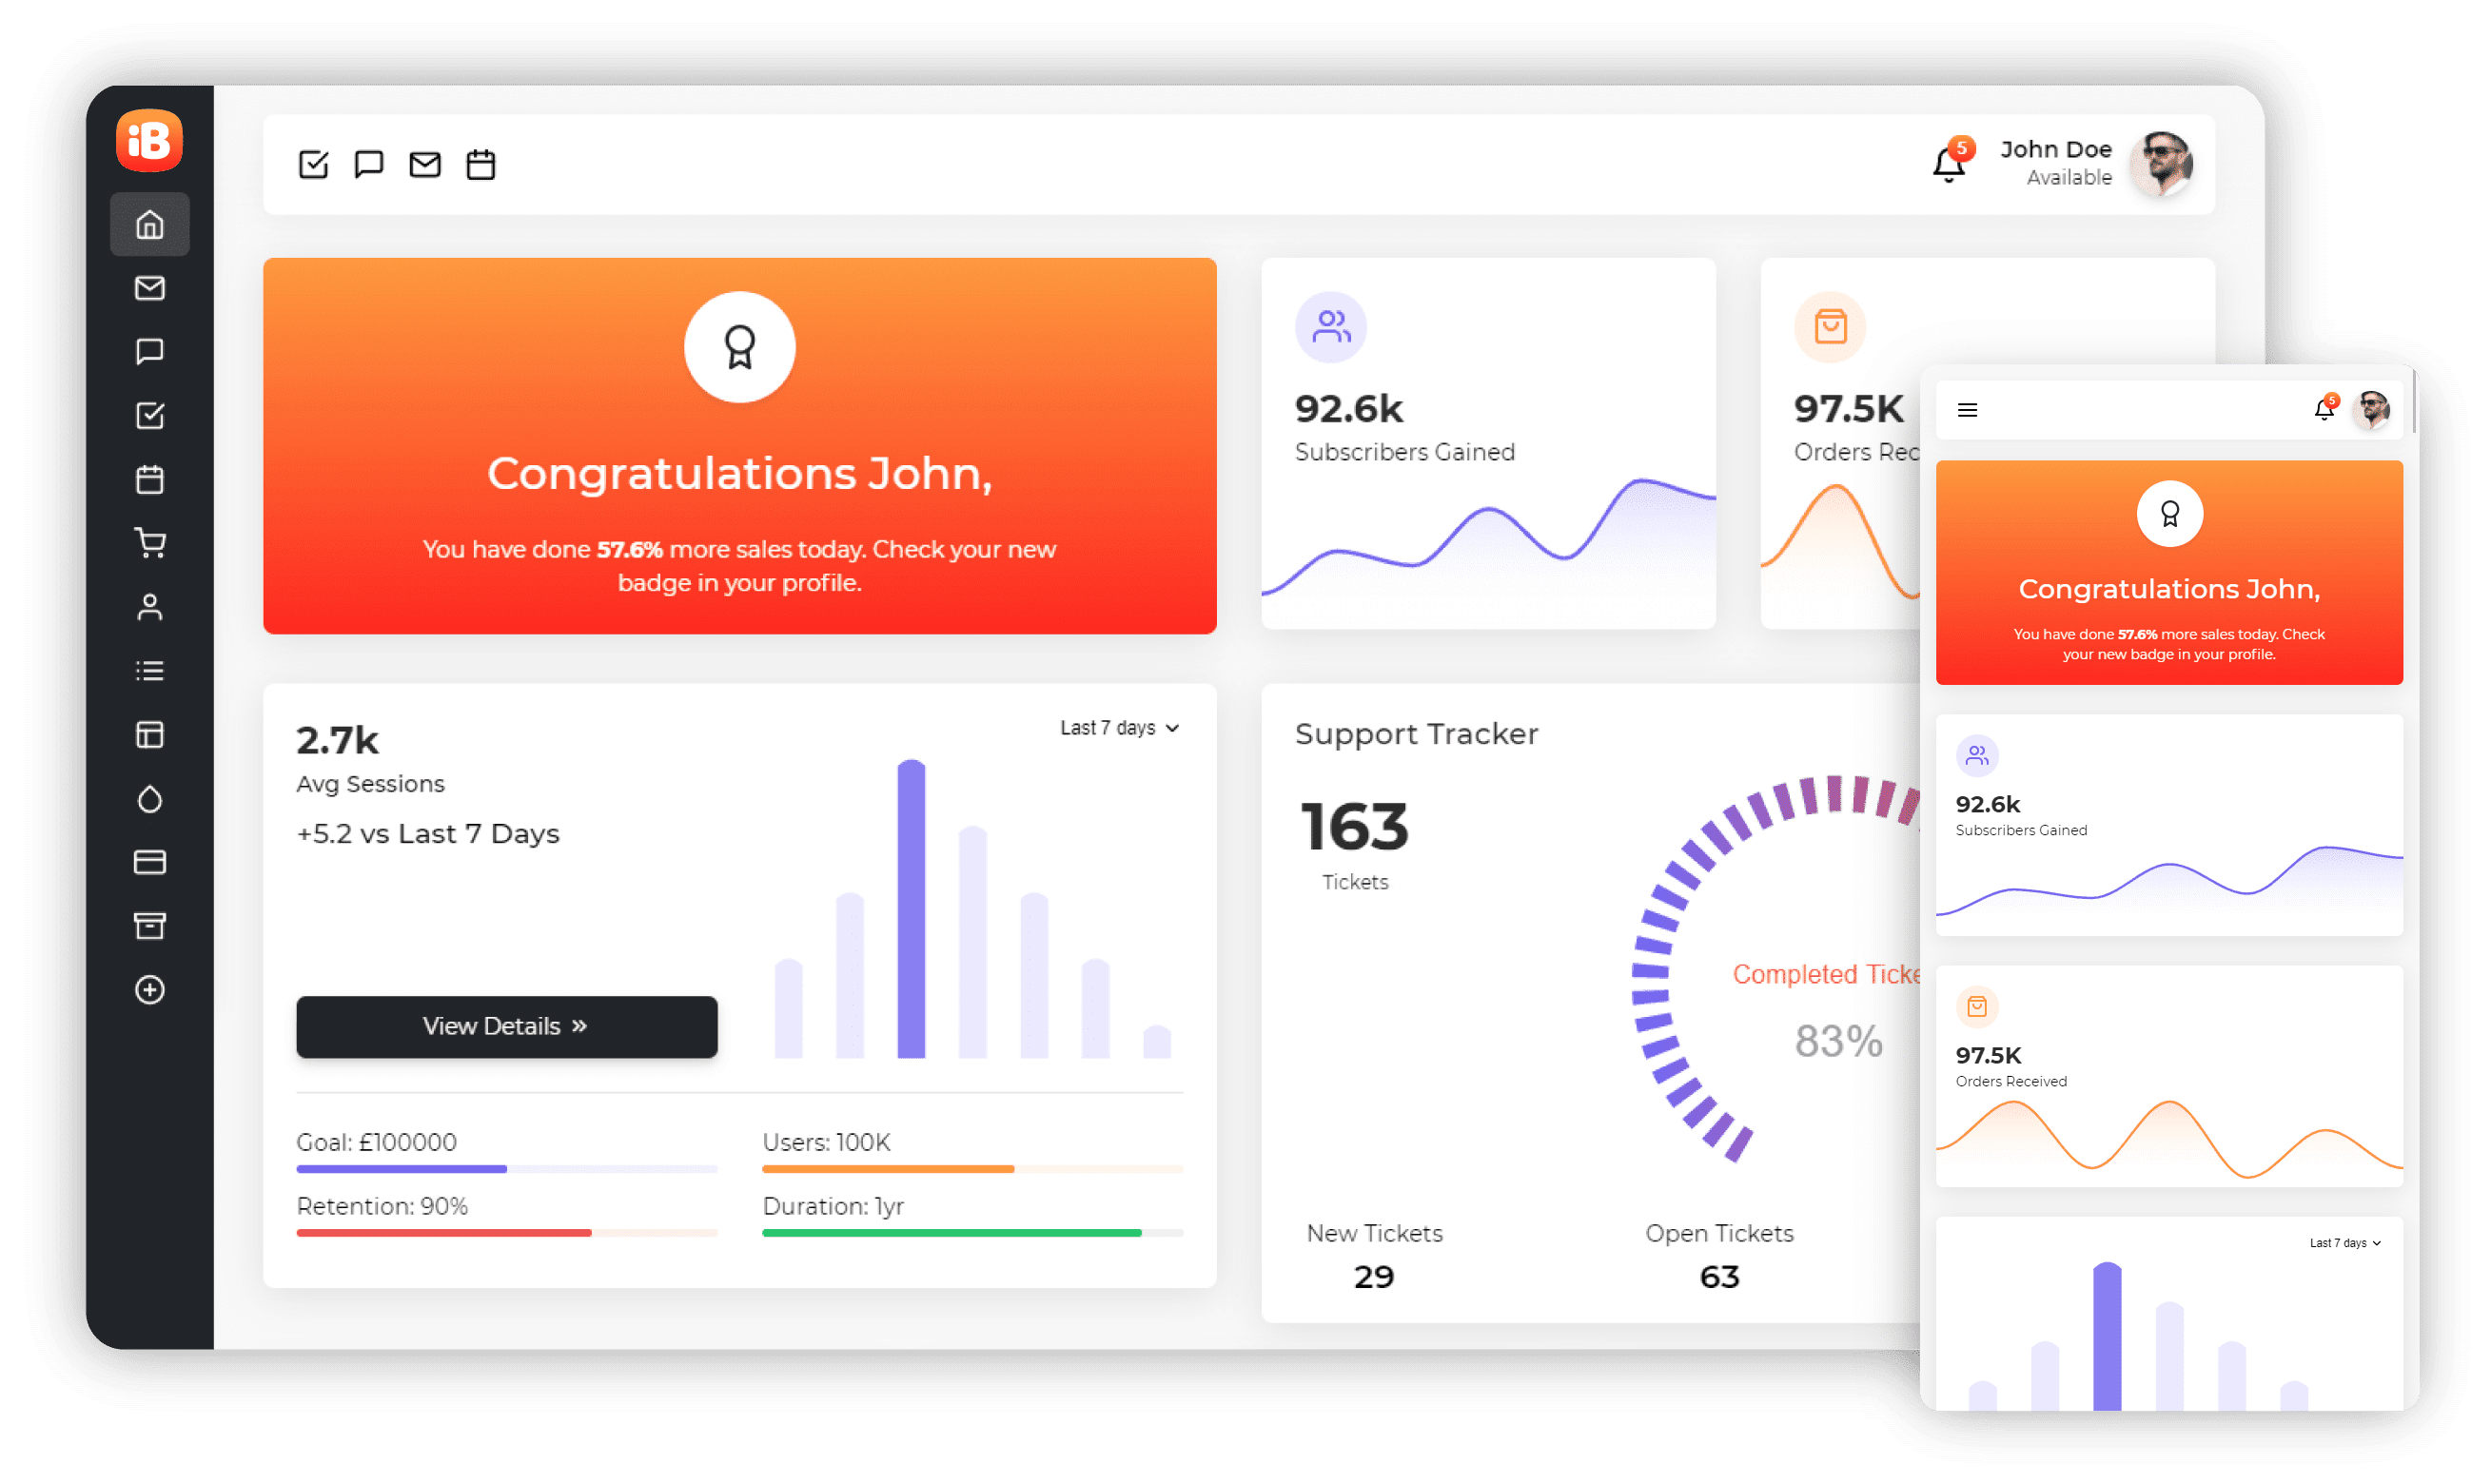 iB
5
John Doe
Available
Congratulations John,
You have done 57.6% more sales today. Check your new
badge in your profile.
92.6k
Subscribers Gained
97.5K
Orders Rec
2.7k
Avg Sessions
+5.2 vs Last 7 Days
Last 7 days
View Details »
Goal: £100000
Users: 100K
Retention: 90%
Duration: 1yr
Support Tracker
163
Tickets
Completed Ticke
83%
New Tickets
29
Open Tickets
63
5
Congratulations John,
You have done 57.6% more sales today. Check
your new badge in your profile.
92.6k
Subscribers Gained
97.5K
Orders Received
Last 7 days